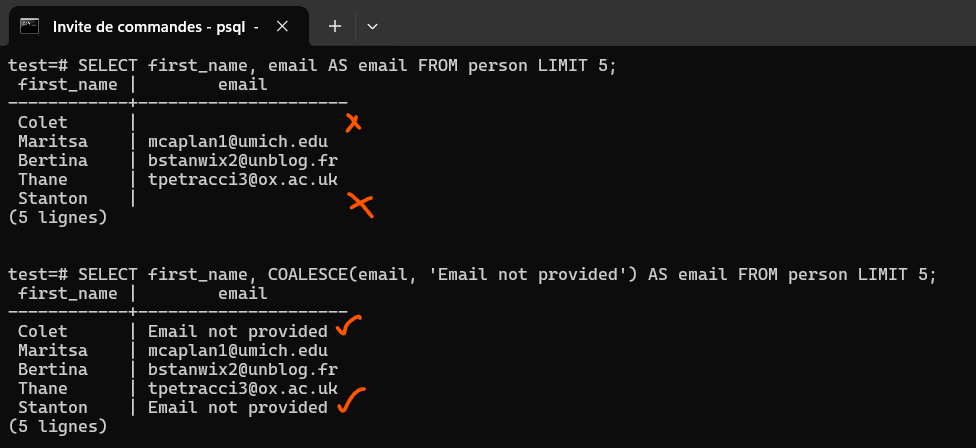 Invite de commandes - psql -
test=# SELECT first_name, email AS email FROM person LIMIT 5;
first_name | email
------------+---------------------
Colet |
Maritsa | mcaplan1@umich.edu
Bertina | bstanwix2@unblog.fr
Thane | tpetracci3@ox.ac.uk
Stanton |
(5 lignes)
test=# SELECT first_name, COALESCE(email, 'Email not provided') AS email FROM person LIMIT 5;
first_name | email
------------+---------------------
Colet | Email not provided
Maritsa | mcaplan1@umich.edu
Bertina | bstanwix2@unblog.fr
Thane | tpetracci3@ox.ac.uk
Stanton | Email not provided
(5 lignes)